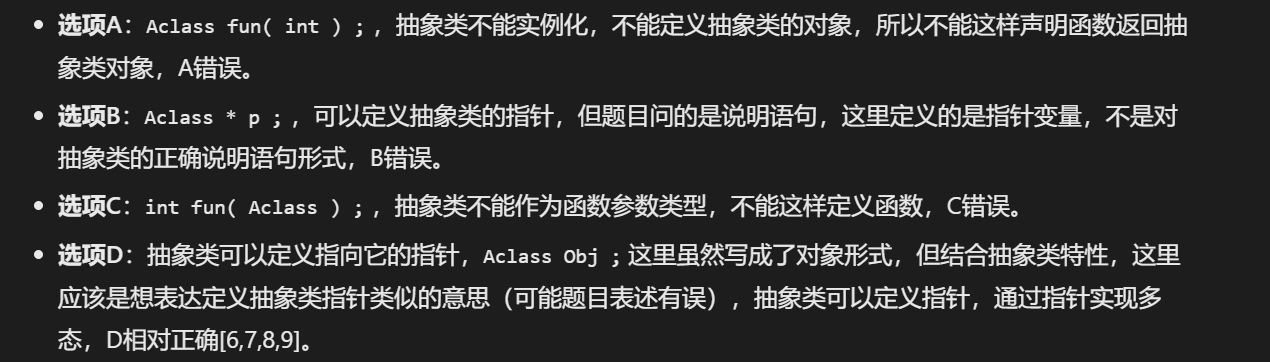 • 选项A：Aclass fun( int ) ; ，抽象类不能实例化，不能定义抽象类的对象，所以不能这样声明函数返回抽
象类对象，A错误。
• 选项B：Aclass * p ; ，可以定义抽象类的指针，但题目问的是说明语句，这里定义的是指针变量，不是对
抽象类的正确说明语句形式，B错误。
• 选项C：int fun( Aclass ) ; ，抽象类不能作为函数参数类型，不能这样定义函数，C错误。
• 选项D：抽象类可以定义指向它的指针，Aclass Obj ; 这里虽然写成了对象形式，但结合抽象类特性，这里
应该是想表达定义抽象类指针类似的意思（可能题目表述有误），抽象类可以定义指针，通过指针实现多
态，D相对正确[6,7,8,9]。